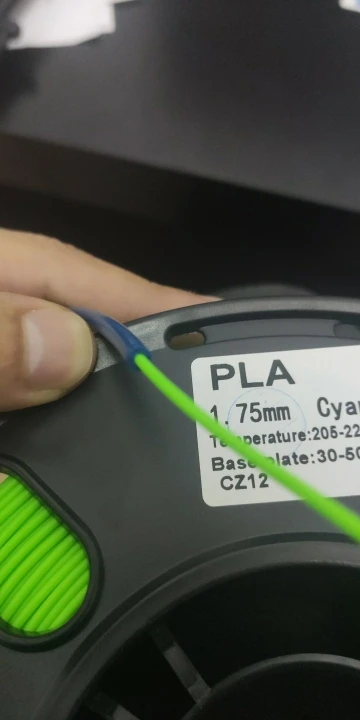 PLA
1.75mm Cya
Temperature:205-22
Base plate:30-50
CZ12